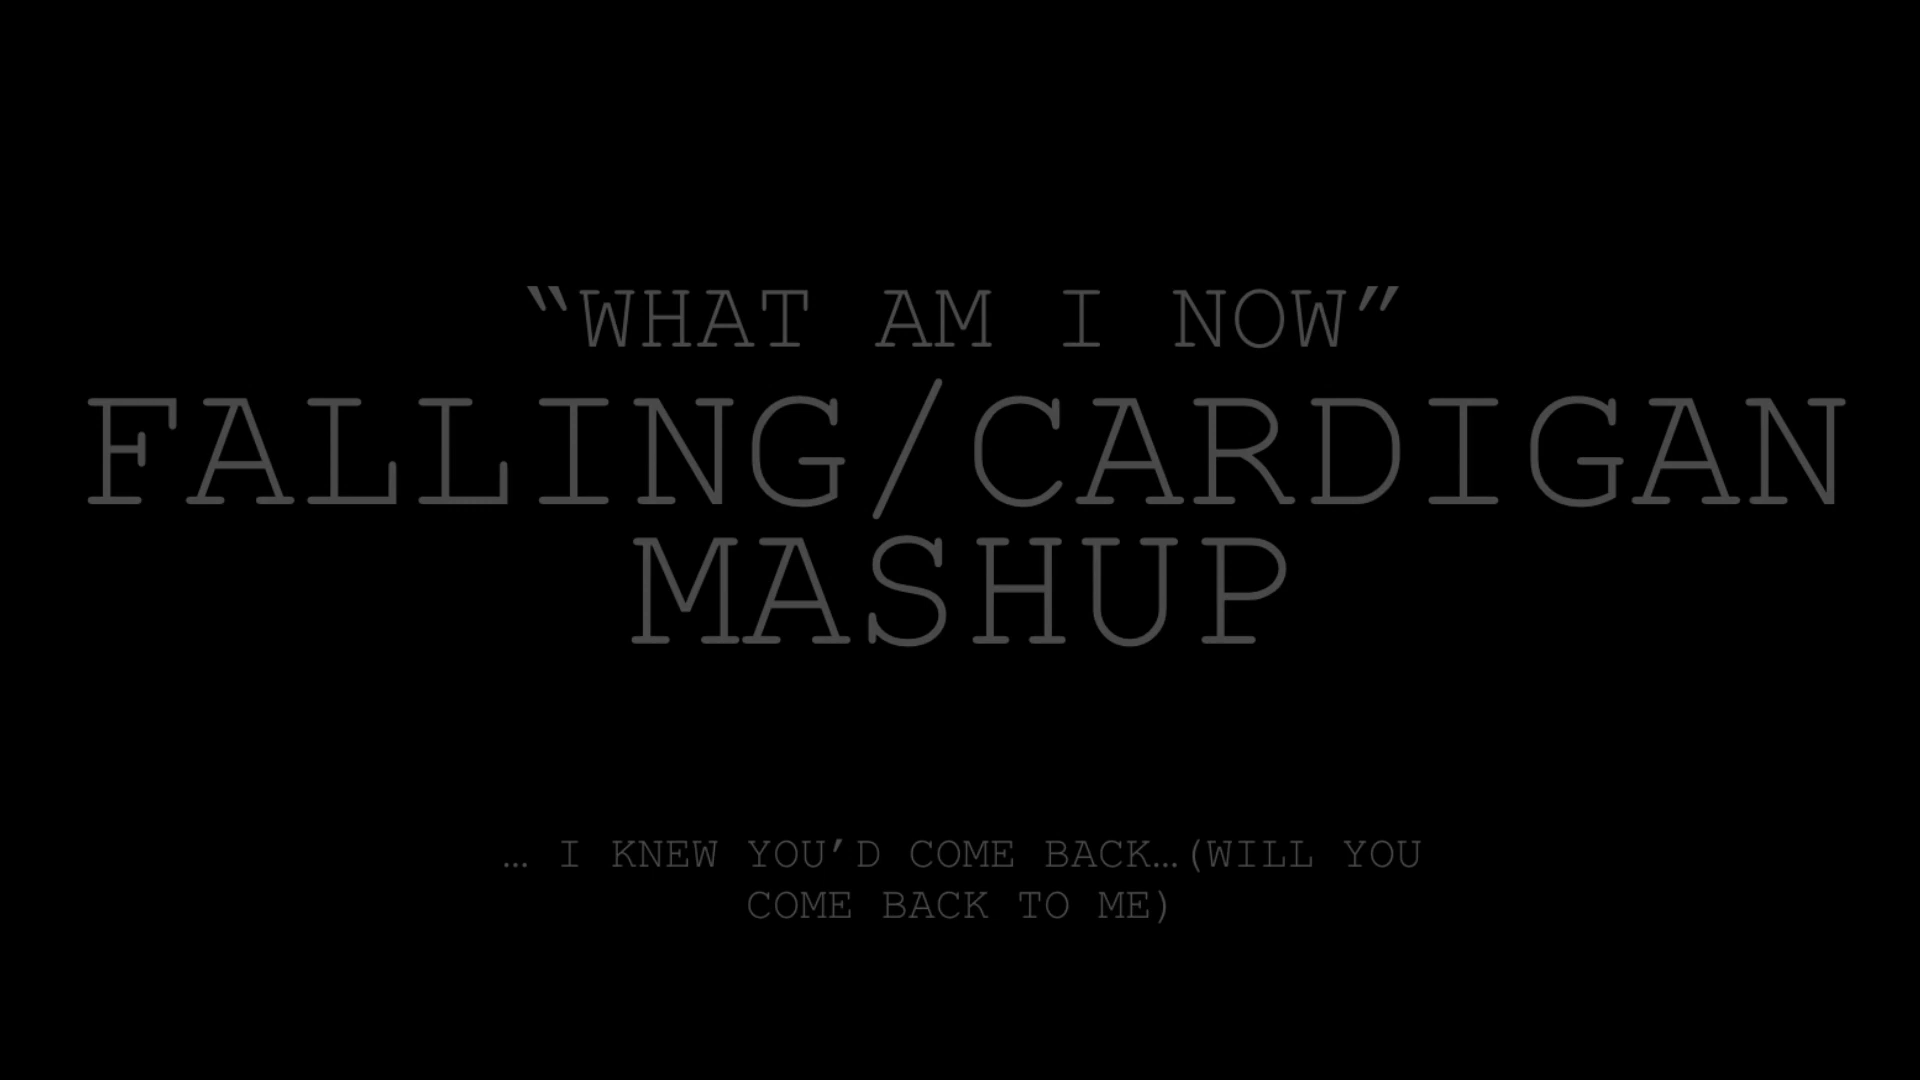 “WHAT AM I NOW”
FALLING/CARDIGAN
MASHUP
… I KNEW YOU’D COME BACK…(WILL YOU
COME BACK TO ME)